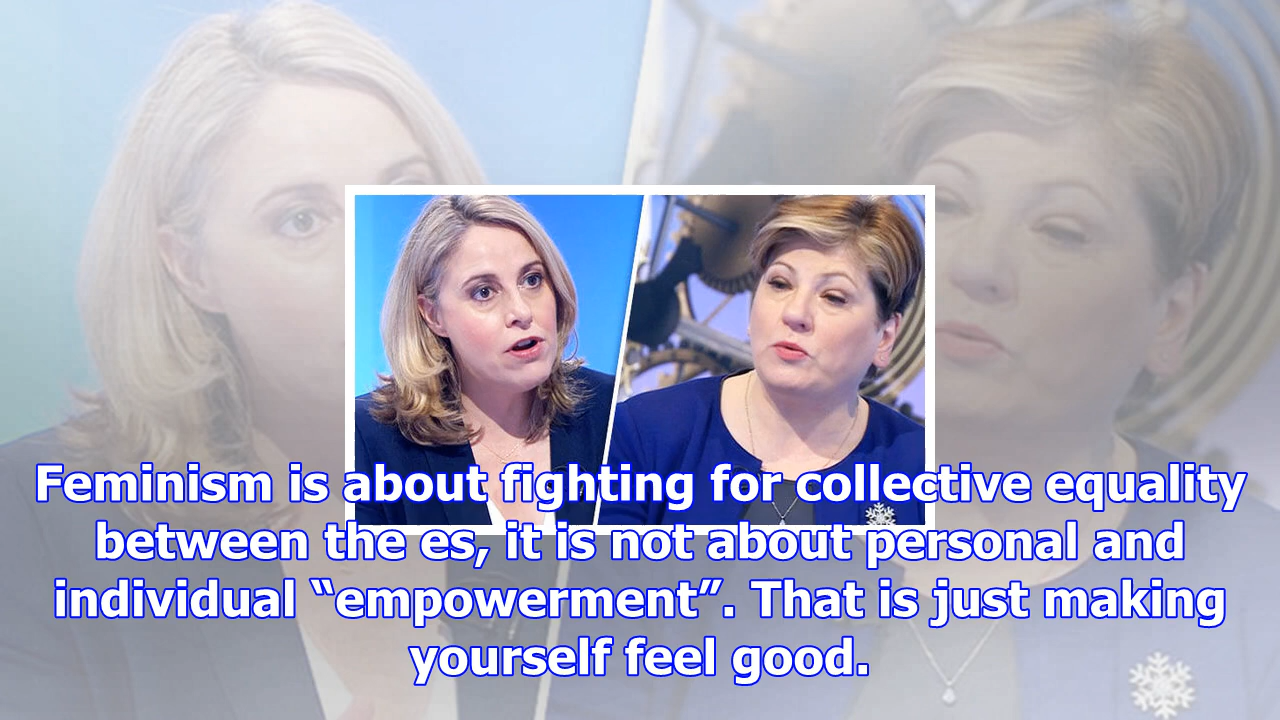 Feminism is about fighting for collective equality
between the es, it is not about personal and
individual “empowerment”. That is just making
yourself feel good.